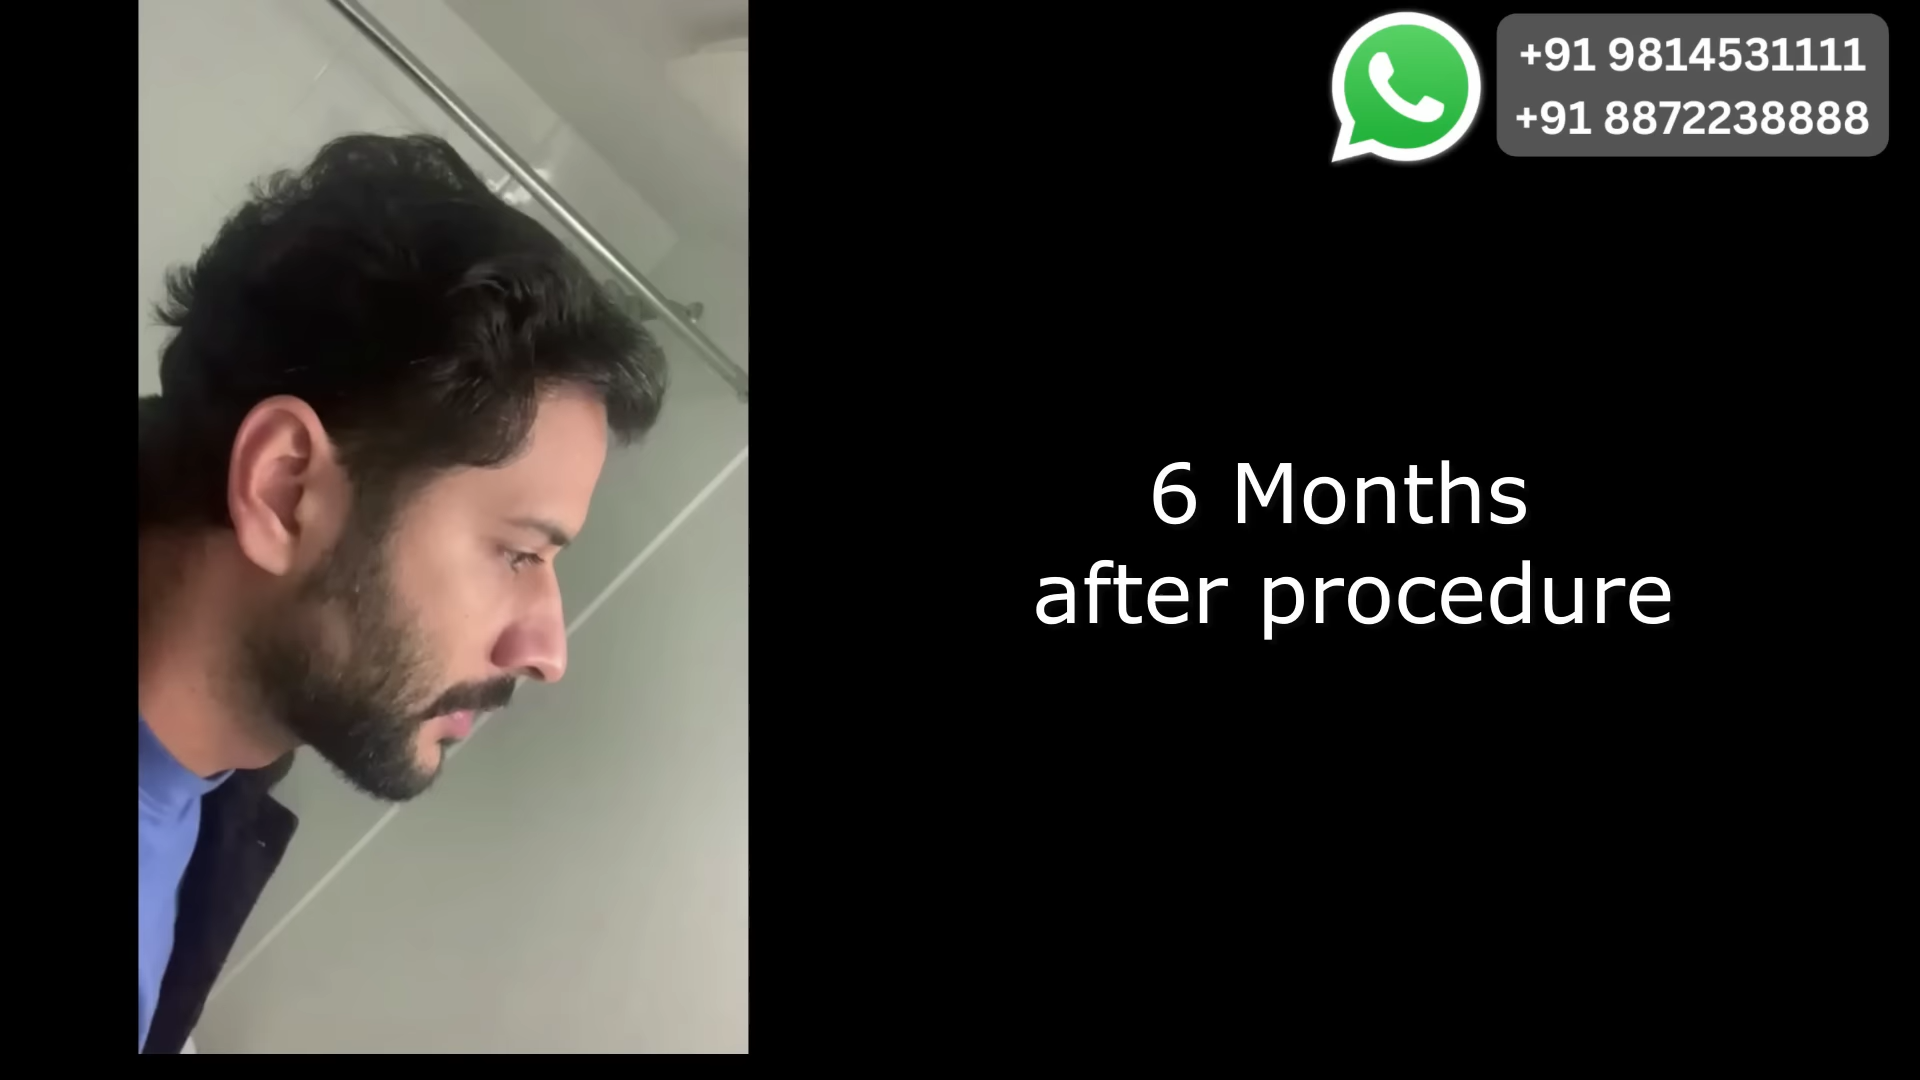 +91 9814531111
+91 8872238888
6 Months
after procedure